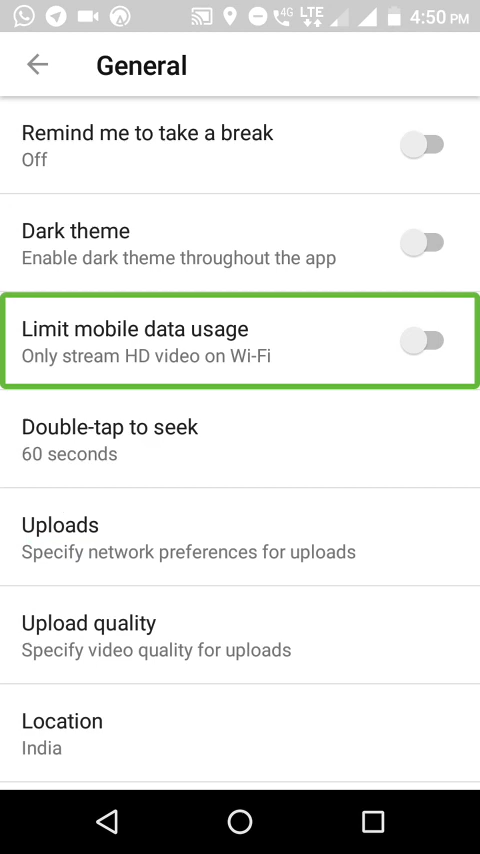 4G LTE 4:50 PM
General
Remind me to take a break
Off
Dark theme
Enable dark theme throughout the app
Limit mobile data usage
Only stream HD video on Wi-Fi
Double-tap to seek
60 seconds
Uploads
Specify network preferences for uploads
Upload quality
Specify video quality for uploads
Location
India